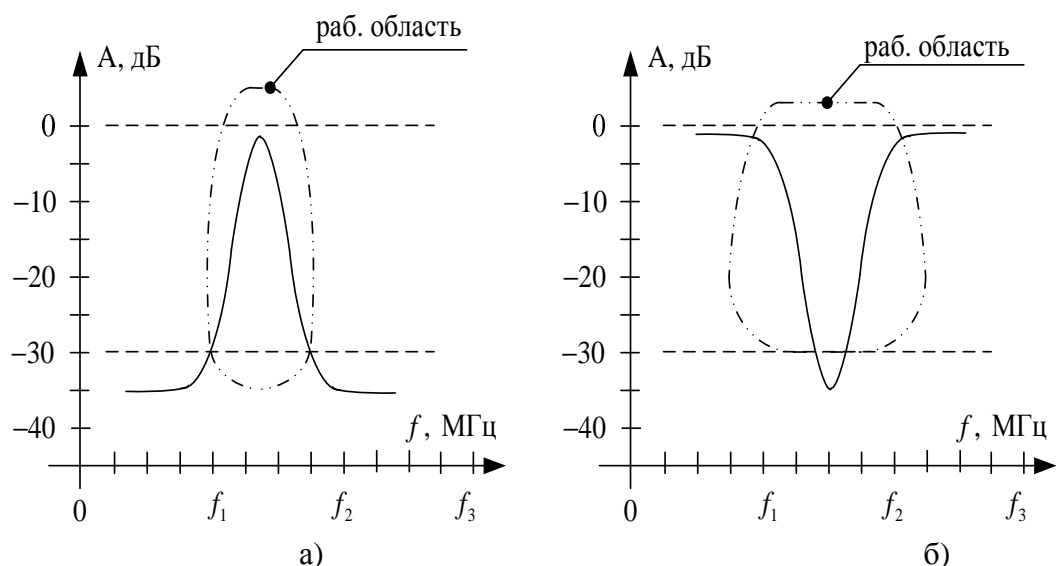 раб. область
А, дБ
0
–10
–20
–30
–40
f, МГц
0
f1
f2
f3
а)
раб. область
А, дБ
0
–10
–20
–30
–40
f, МГц
0
f1
f2
f3
б)